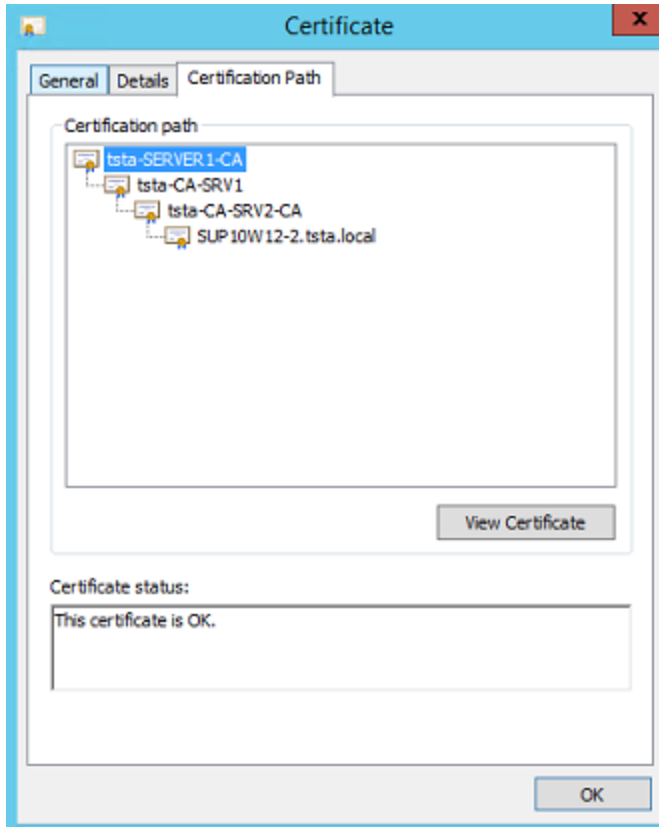 Certificate
x
General Details Certification Path
Certification path
tsta-SERVER1-CA
tsta-CA-SRV1
tsta-CA-SRV2-CA
SUP10W12-2.tsta.local
View Certificate
Certificate status:
This certificate is OK.
OK